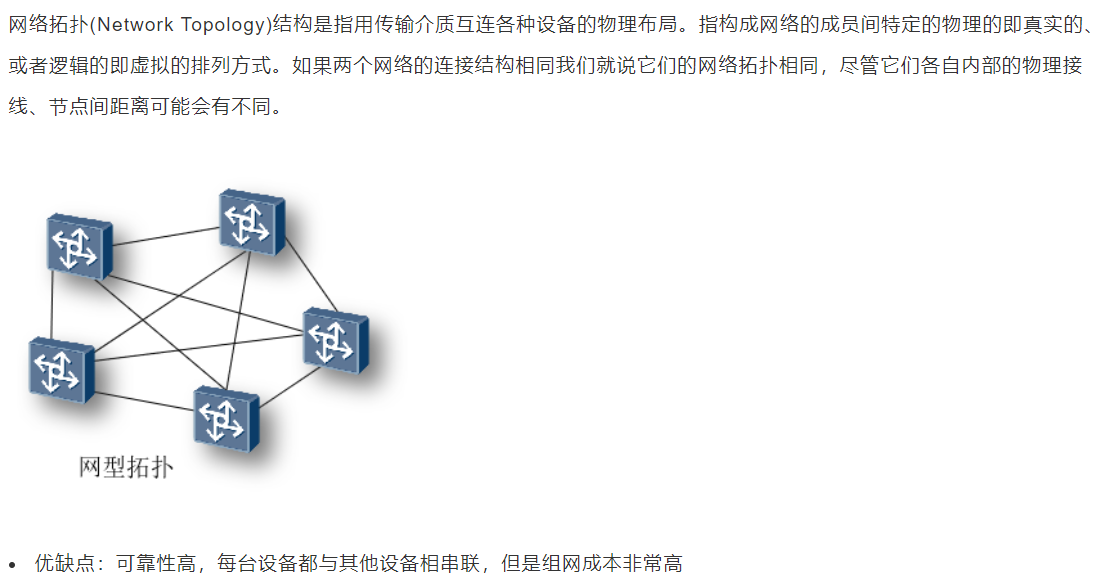 网络拓扑(Network Topology)结构是指用传输介质互连各种设备的物理布局。指构成网络的成员间特定的物理的即真实的、
或者逻辑的即虚拟的排列方式。如果两个网络的连接结构相同我们就说它们的网络拓扑相同，尽管它们各自内部的物理接
线、节点间距离可能会有不同。
网型拓扑
• 优缺点：可靠性高，每台设备都与其他设备相串联，但是组网成本非常高